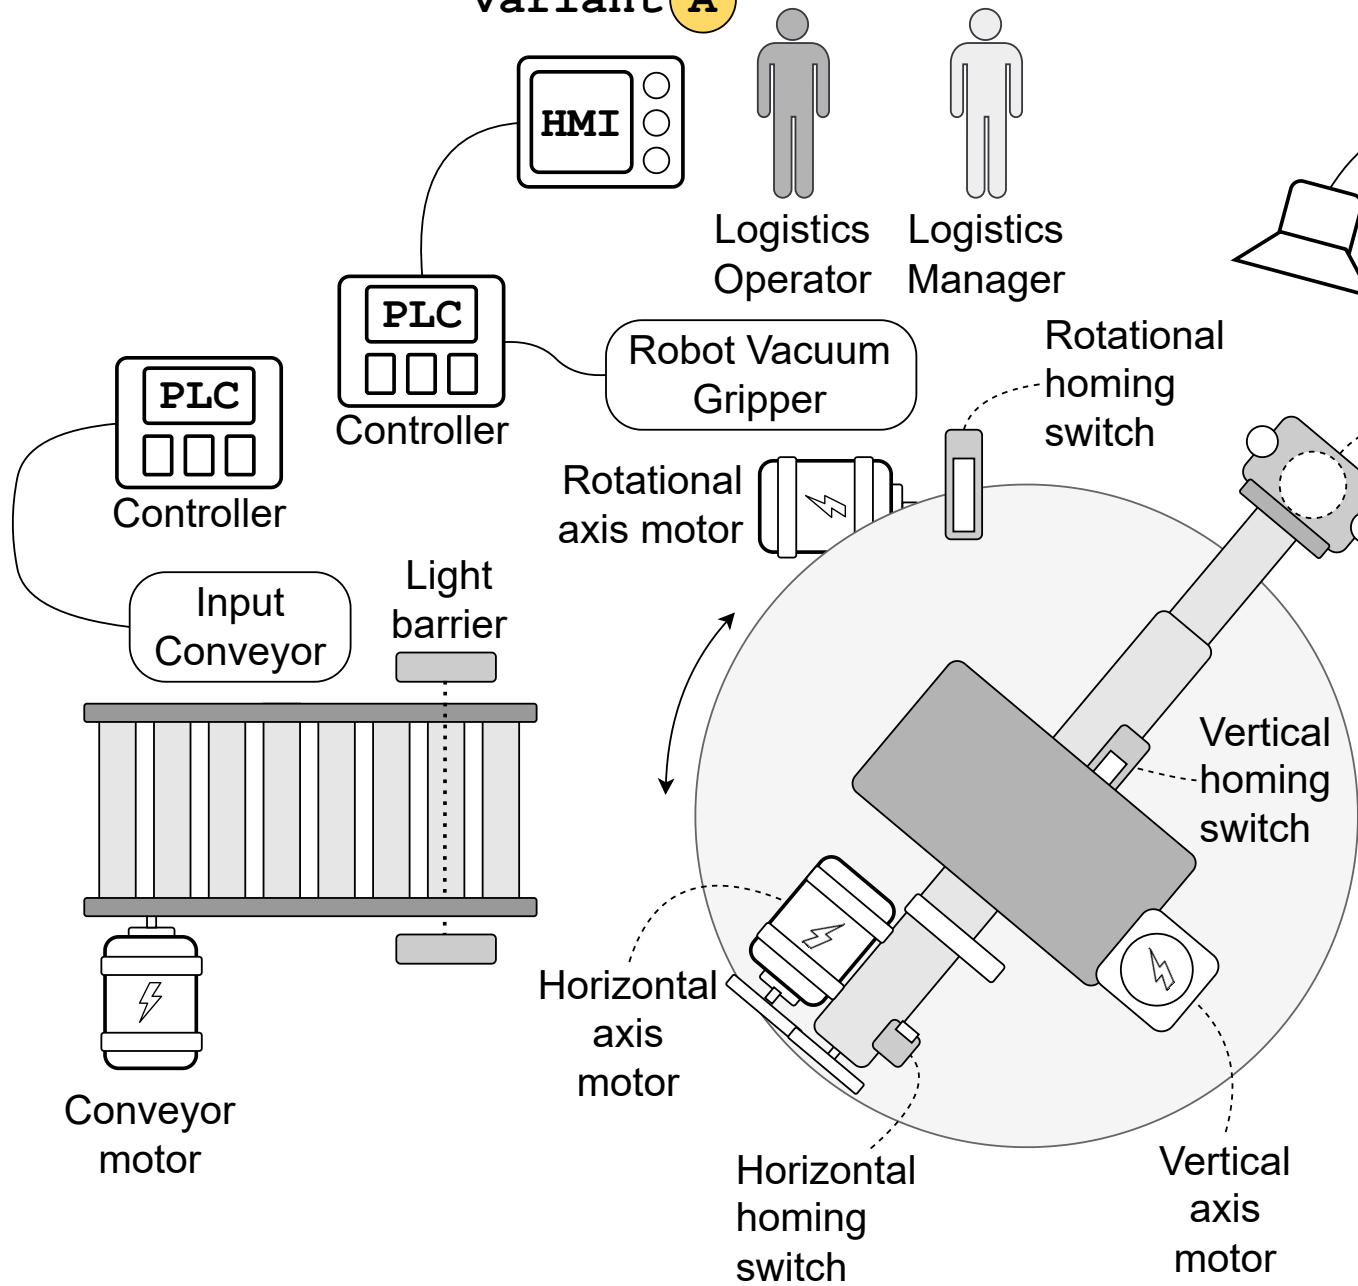 Variant A
HMI
Logistics
Operator
Logistics
Manager
PLC
Controller
Robot Vacuum
Gripper
Rotational
homing
switch
PLC
Controller
Rotational
axis motor
Input
Conveyor
Light
barrier
Vertical
homing
switch
Horizontal
axis
motor
Conveyor
motor
Horizontal
homing
switch
Vertical
axis
motor